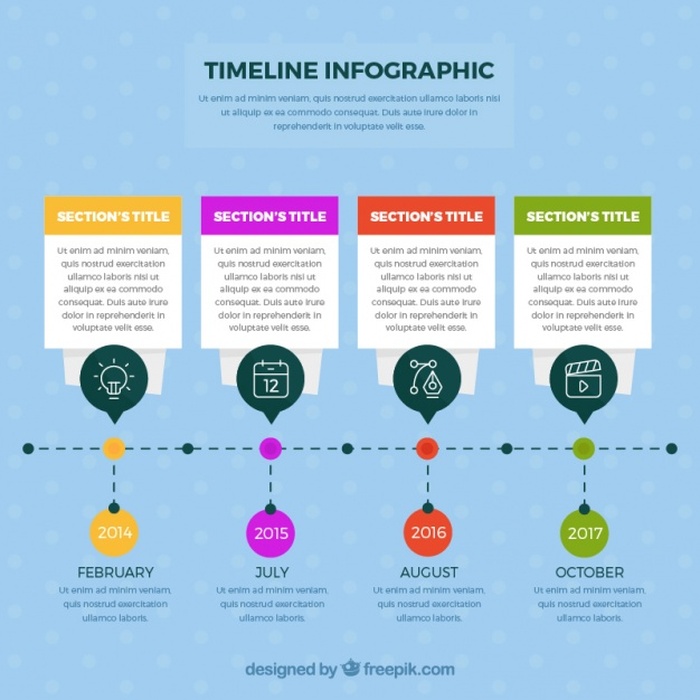 TIMELINE INFOGRAPHIC
Ut enim ad minim veniam, quis nostrud exercitation ullamco laboris nisi
ut aliquip ex ea commodo consequat. Duis aute irure dolor in
reprehenderit in voluptate velit esse.
SECTION'S TITLE
Ut enim ad minim veniam,
quis nostrud exercitation
ullamco laboris nisi ut
aliquip ex ea commodo
consequat. Duis aute irure
dolor in reprehenderit in
voluptate velit esse.
SECTION'S TITLE
Ut enim ad minim veniam,
quis nostrud exercitation
ullamco laboris nisi ut
aliquip ex ea commodo
consequat. Duis aute irure
dolor in reprehenderit in
voluptate velit esse.
12
SECTION'S TITLE
Ut enim ad minim veniam,
quis nostrud exercitation
ullamco laboris nisi ut
aliquip ex ea commodo
consequat. Duis aute irure
dolor in reprehenderit in
voluptate velit esse.
SECTION'S TITLE
Ut enim ad minim veniam,
quis nostrud exercitation
ullamco laboris nisi ut
aliquip ex ea commodo
consequat. Duis aute irure
dolor in reprehenderit in
voluptate velit esse.
2014
FEBRUARY
Ut enim ad minim veniam,
quis nostrud exercitation
ullamco laboris.
2015
JULY
Ut enim ad minim veniam,
quis nostrud exercitation
ullamco laboris.
2016
AUGUST
Ut enim ad minim veniam,
quis nostrud exercitation
ullamco laboris.
2017
OCTOBER
Ut enim ad minim veniam,
quis nostrud exercitation
ullamco laboris.
designed by freepik.com